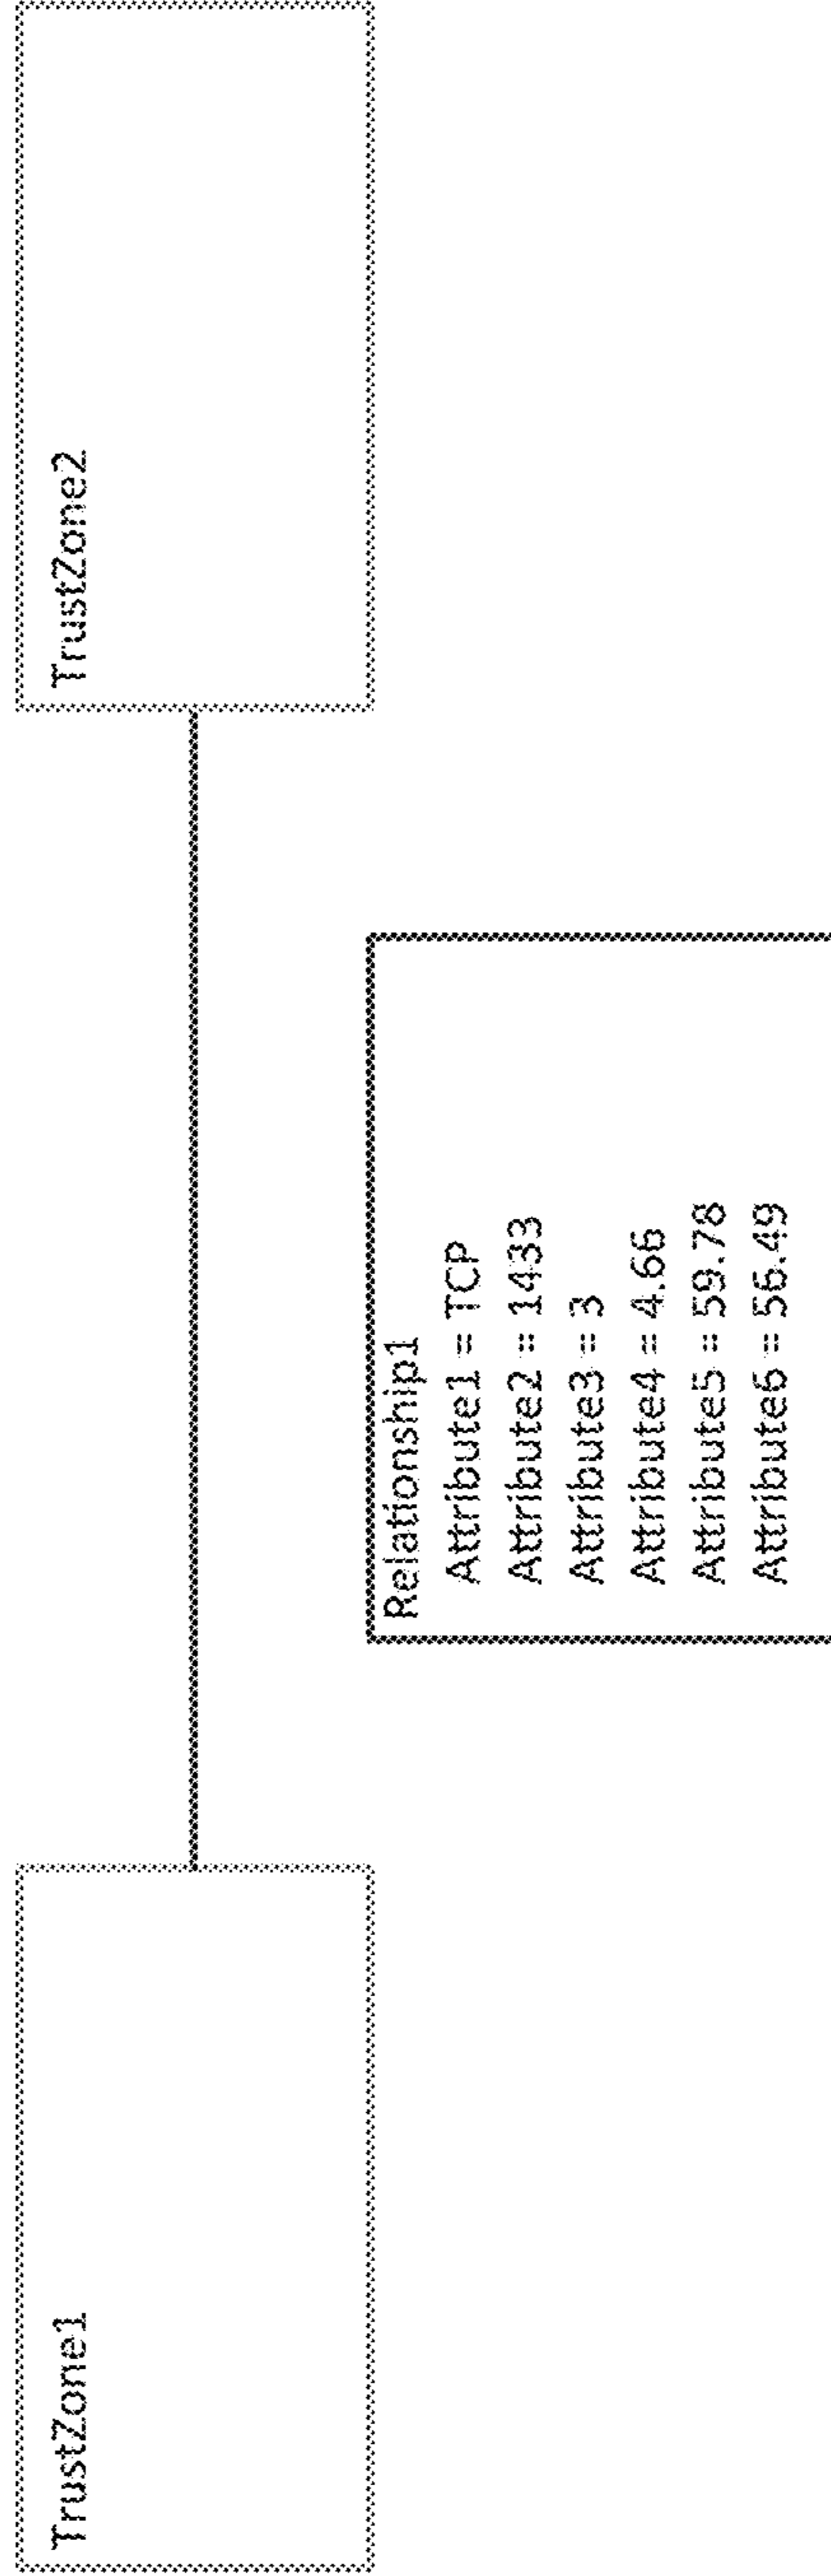 TrustZone1
TrustZone2
Relationship1
Attribute1 = TCP
Attribute2 = 1433
Attribute3 = 3
Attribute4 = 4.66
Attribute5 = 59.78
Attribute6 = 56.49